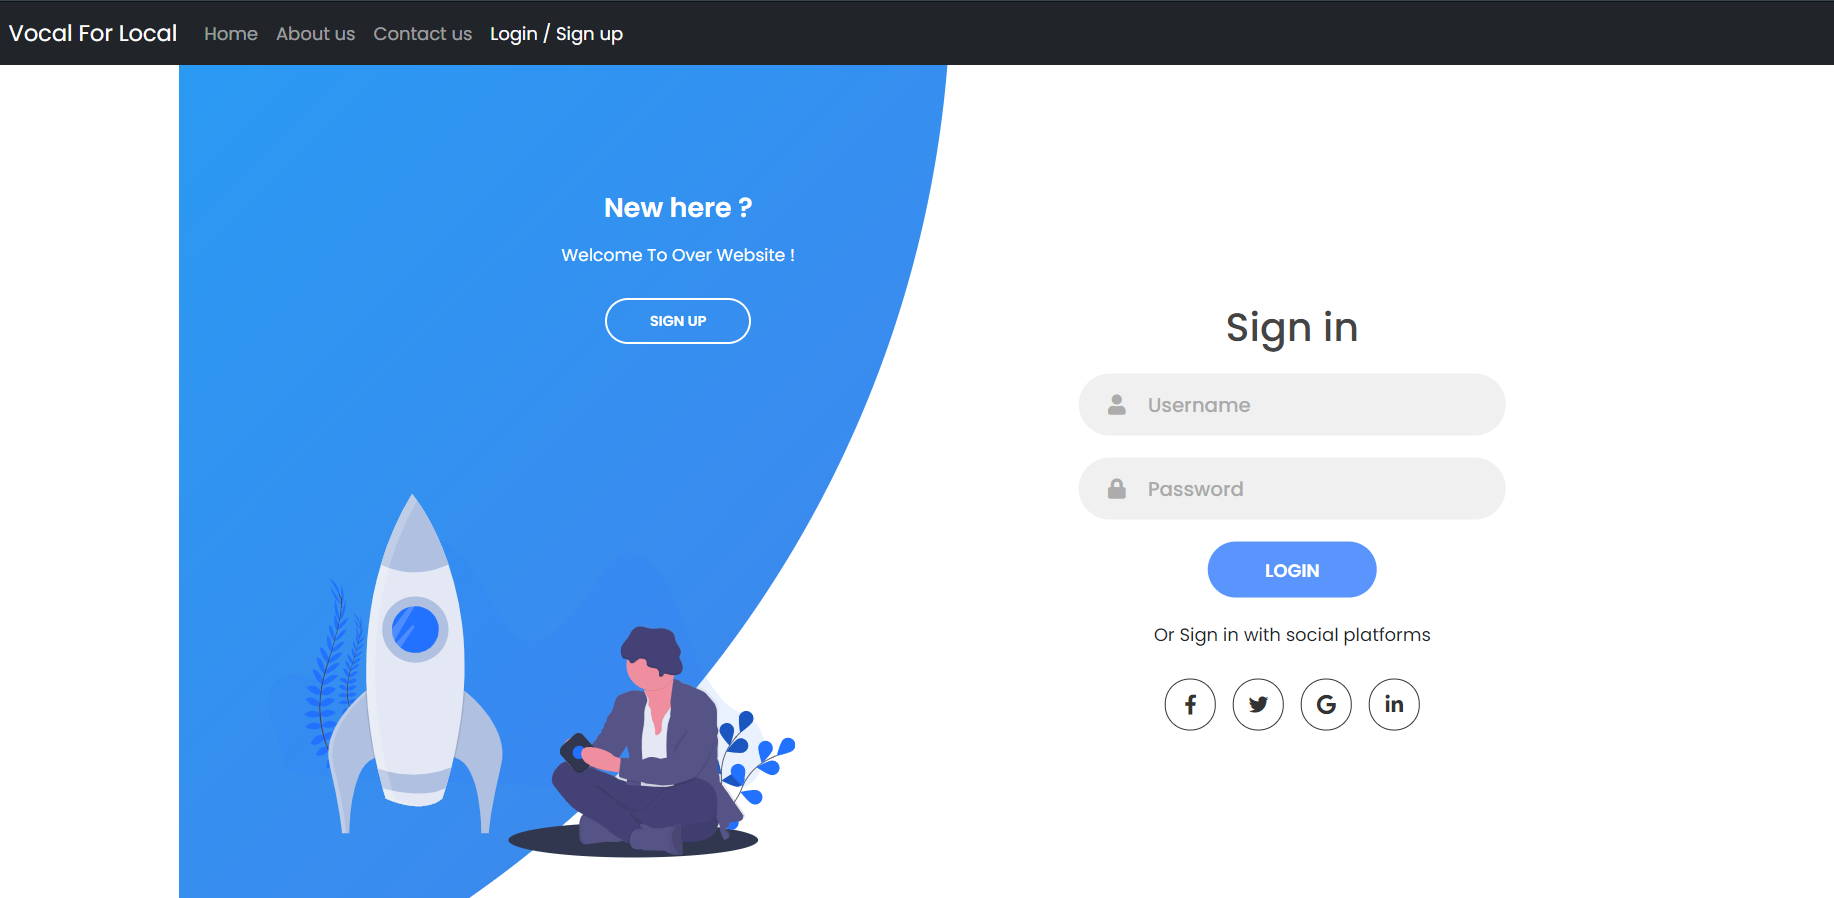 Vocal For Local Home About us Contact us Login / Sign up
New here ?
Welcome To Over Website !
SIGN UP
Sign in
Username
Password
LOGIN
Or Sign in with social platforms